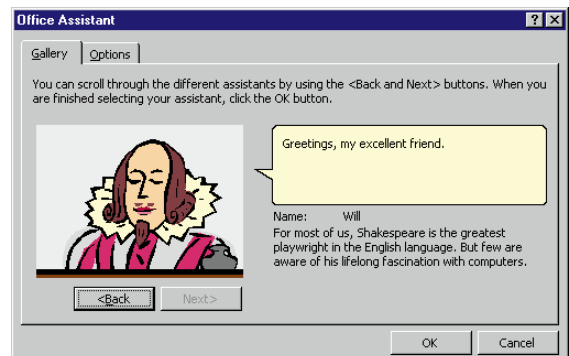 Office Assistant
Gallery
Options
You can scroll through the different assistants by using the <Back and Next> buttons. When you
are finished selecting your assistant, click the OK button.
Greetings, my excellent friend.
Name: Will
For most of us, Shakespeare is the greatest
playwright in the English language. But few are
aware of his lifelong fascination with computers.
<Back
Next>
OK
Cancel